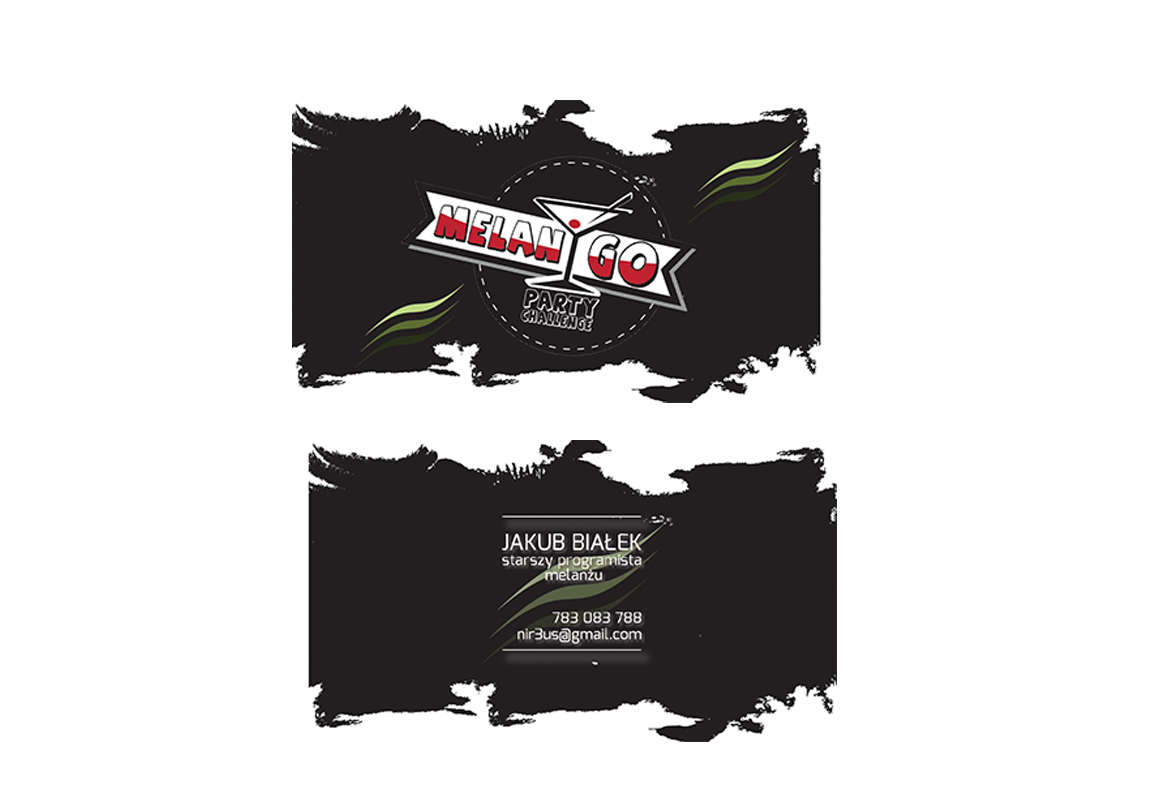 MELAN GO
PARTY
CHALLENGE
JAKUB BIAŁEK
starszy programista
melanżu
783 083 788
nir3us@gmail.com